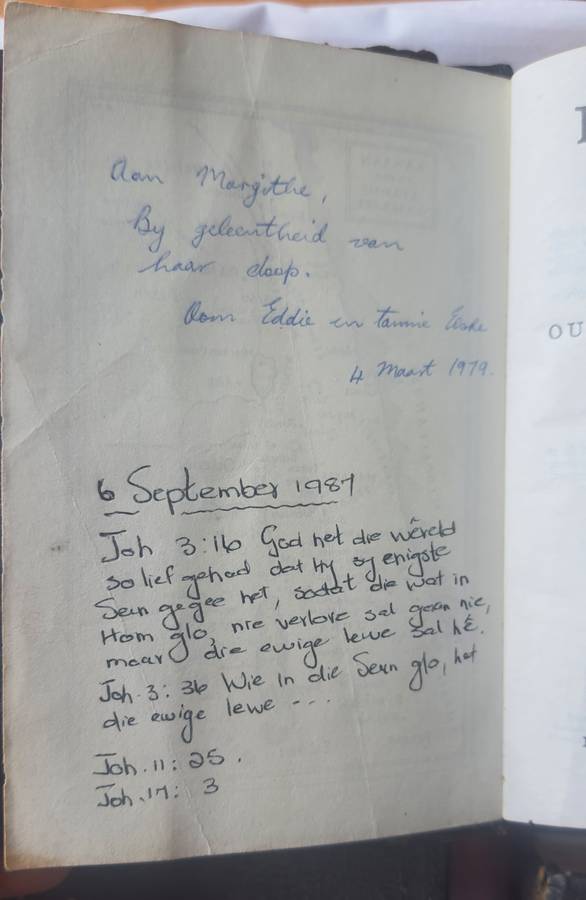 Aan Margithe,
By geleentheid van
haar doop.
Oom Eddie en tannie
4 Maart 1979.
6 September 1987
Joh 3:16 God het die wêreld
so lief gehad dat Hy sy enigste
Seun gegee het, sodat die wat in
Hom glo, nie verlore sal gaan nie,
maar die ewige lewe sal hê.
Joh. 3: 36 Wie in die Seun glo, het
die ewige lewe ---
Joh. 11: 25.
Joh. 17: 3
OU